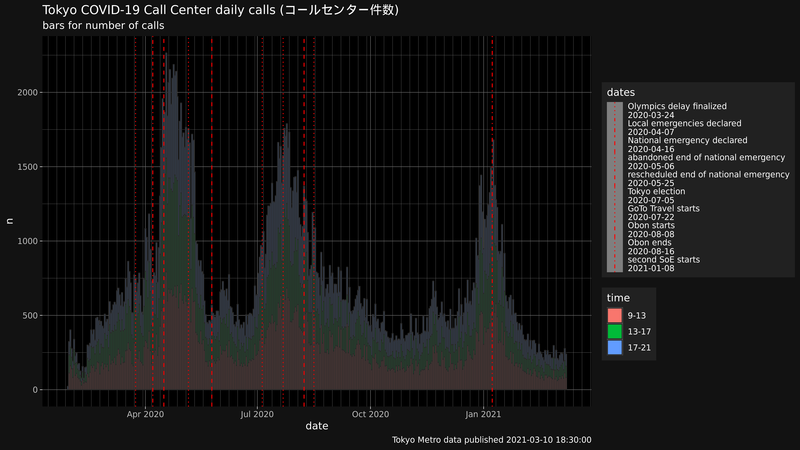 Tokyo COVID-19 Call Center daily calls (コールセンター件数)
bars for number of calls
2000
1500
1000
500
0
n
Apr 2020
Jul 2020
Oct 2020
Jan 2021
date
dates
Olympics delay finalized
2020-03-24
Local emergencies declared
2020-04-07
National emergency declared
2020-04-16
abandoned end of national emergency
2020-05-06
rescheduled end of national emergency
2020-05-25
Tokyo election
2020-07-05
GoTo Travel starts
2020-07-22
Obon starts
2020-08-08
Obon ends
2020-08-16
second SoE starts
2021-01-08
time
9-13
13-17
17-21
Tokyo Metro data published 2021-03-10 18:30:00